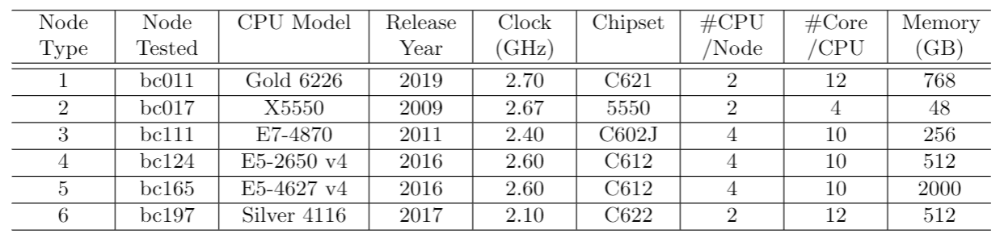 Node Node CPU Model Release Clock Chipset #CPU #Core Memory
Type Tested Year (GHz) /Node /CPU (GB)
1 bc011 Gold 6226 2019 2.70 C621 2 12 768
2 bc017 X5550 2009 2.67 5550 2 4 48
3 bc111 E7-4870 2011 2.40 C602J 4 10 256
4 bc124 E5-2650 v4 2016 2.60 C612 4 10 512
5 bc165 E5-4627 v4 2016 2.60 C612 4 10 2000
6 bc197 Silver 4116 2017 2.10 C622 2 12 512